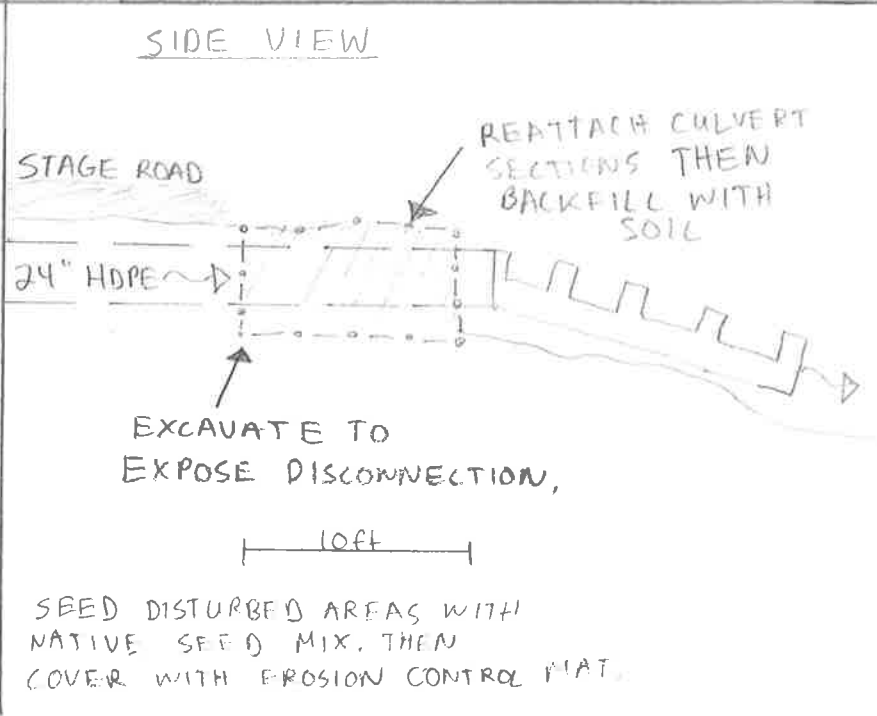 SIDE VIEW
STAGE ROAD
REATTACH CULVERT
SECTIONS THEN
BACKFILL WITH
SOIL
24" HDPE
EXCAVATE TO
EXPOSE DISCONNECTION.
10ft
SEED DISTURBED AREAS WITH
NATIVE SEED MIX. THEN
COVER WITH EROSION CONTROL MAT